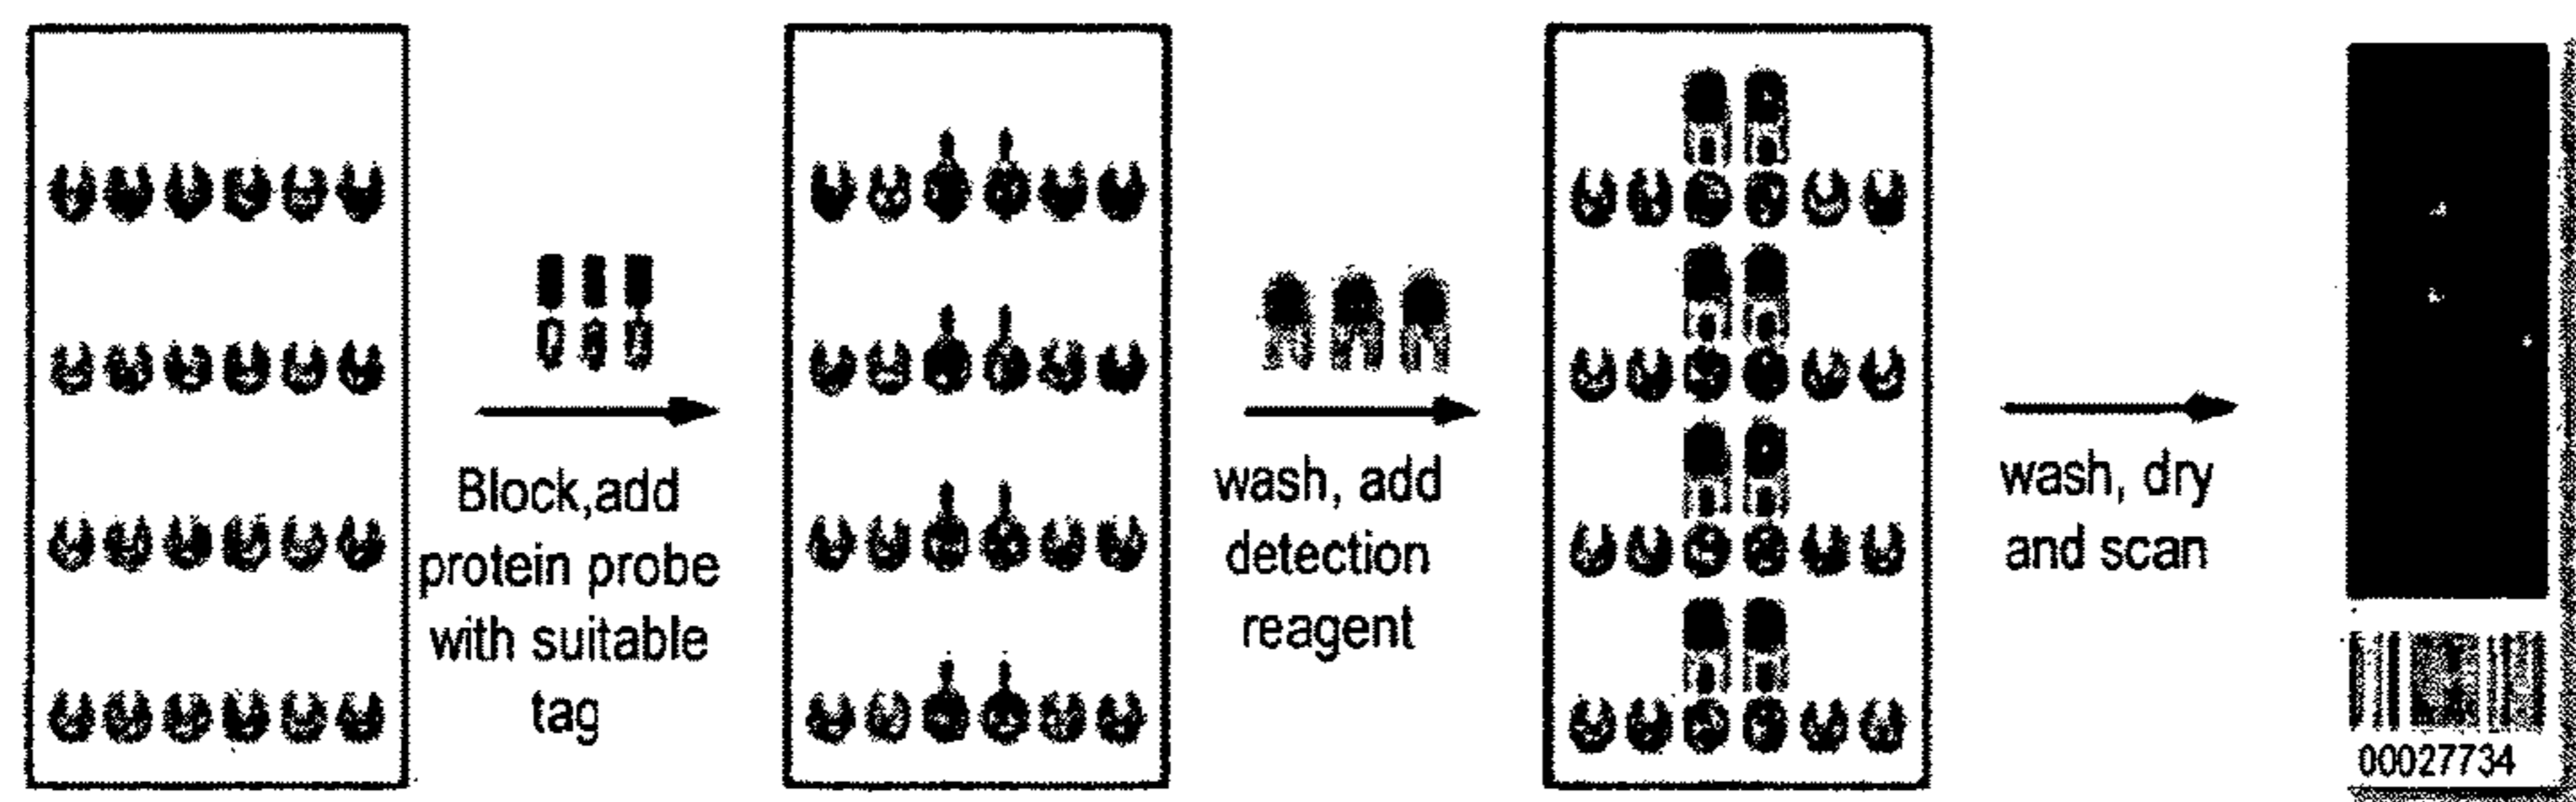 Block,add
protein probe
with suitable
tag
wash, add
detection
reagent
wash, dry
and scan
00027734